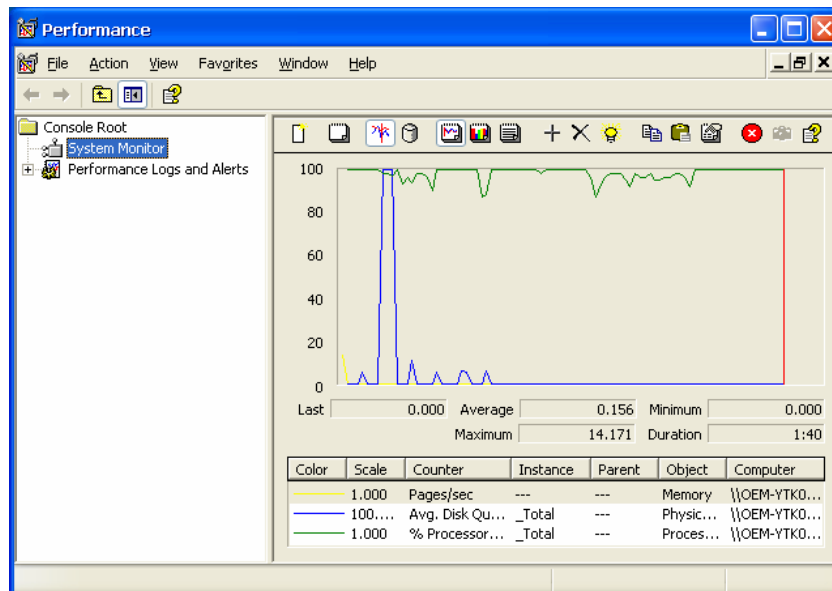 Performance
File Action View Favorites Window Help
Console Root
System Monitor
Performance Logs and Alerts
100
80
60
40
20
0
Last 0.000 Average 0.156 Minimum 0.000
Maximum 14.171 Duration 1:40
Color Scale Counter Instance Parent Object Computer
1.000 Pages/sec --- --- Memory \\OEM-YTK0...
100.... Avg. Disk Qu... _Total --- Physic... \\OEM-YTK0...
1.000 % Processor... _Total --- Proces... \\OEM-YTK0...